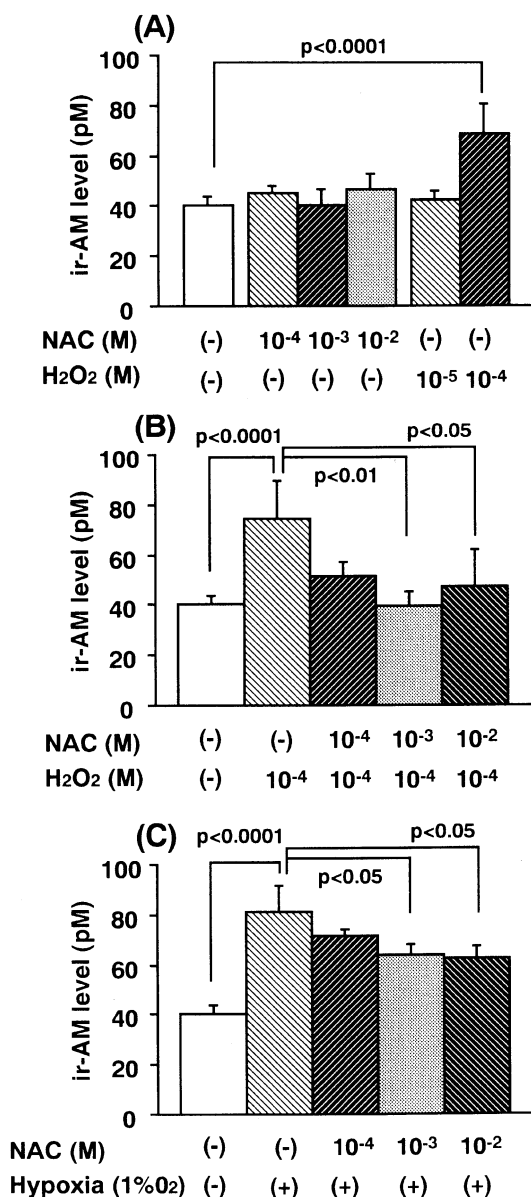 (A)
p<0.0001
100
80
60
40
20
0
ir-AM level (pM)
NAC (M) (-) 10-4 10-3 10-2 (-) (-)
H2O2 (M) (-) (-) (-) (-) 10-5 10-4
(B)
p<0.05
p<0.0001
p<0.01
100
80
60
40
20
0
ir-AM level (pM)
NAC (M) (-) (-) 10-4 10-3 10-2
H2O2 (M) (-) 10-4 10-4 10-4 10-4
(C)
p<0.0001
p<0.05
p<0.05
100
80
60
40
20
0
ir-AM level (pM)
NAC (M) (-) (-) 10-4 10-3 10-2
Hypoxia (1%02) (-) (+) (+) (+) (+)